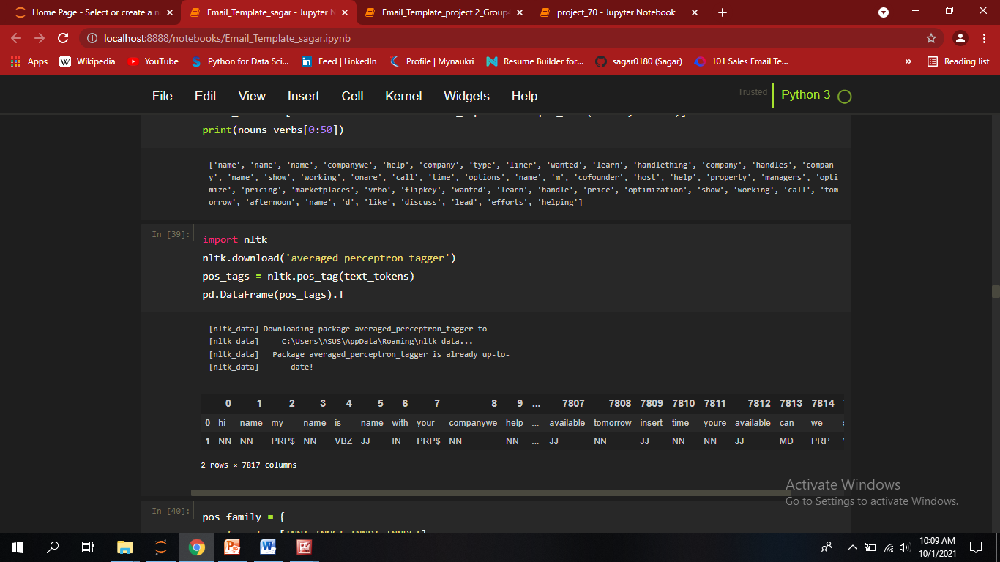 Home Page - Select or create a n
Email_Template_sagar - Jupyter N
Email_Template_project 2_Group
project_70 - Jupyter Notebook
localhost:8888/notebooks/Email_Template_sagar.ipynb
Apps
Wikipedia
YouTube
Python for Data Sci...
Feed | LinkedIn
Profile | Mynaukri
Resume Builder for...
sagar0180 (Sagar)
101 Sales Email Te...
»
Reading list
File Edit View Insert Cell Kernel Widgets Help
Trusted
Python 3
print(nouns_verbs[0:50])
['name', 'name', 'name', 'companywe', 'help', 'company', 'type', 'liner', 'wanted', 'learn', 'handlething', 'company', 'handles', 'compan
y', 'name', 'show', 'working', 'onare', 'call', 'time', 'options', 'name', 'm', 'cofounder', 'host', 'help', 'property', 'managers', 'opti
mize', 'pricing', 'marketplaces', 'vrbo', 'flipkey', 'wanted', 'learn', 'handle', 'price', 'optimization', 'show', 'working', 'call', 'tom
orrow', 'afternoon', 'name', 'd', 'like', 'discuss', 'lead', 'efforts', 'helping']
In [39]:
import nltk
nltk.download('averaged_perceptron_tagger')
pos_tags = nltk.pos_tag(text_tokens)
pd.DataFrame(pos_tags).T
[nltk_data] Downloading package averaged_perceptron_tagger to
[nltk_data]     C:\Users\ASUS\AppData\Roaming\nltk_data...
[nltk_data]   Package averaged_perceptron_tagger is already up-to-
[nltk_data]       date!
0 1 2 3 4 5 6 7 8 9 ... 7807 7808 7809 7810 7811 7812 7813 7814
0 hi name my name is name with your companywe help ... available tomorrow insert time youre available can we
1 NN NN PRP$ NN VBZ JJ IN PRP$ NN NN ... JJ NN JJ NN NN JJ MD PRP
2 rows × 7817 columns
Activate Windows
Go to Settings to activate Windows.
In [40]:
pos_family = {
10:09 AM
10/1/2021